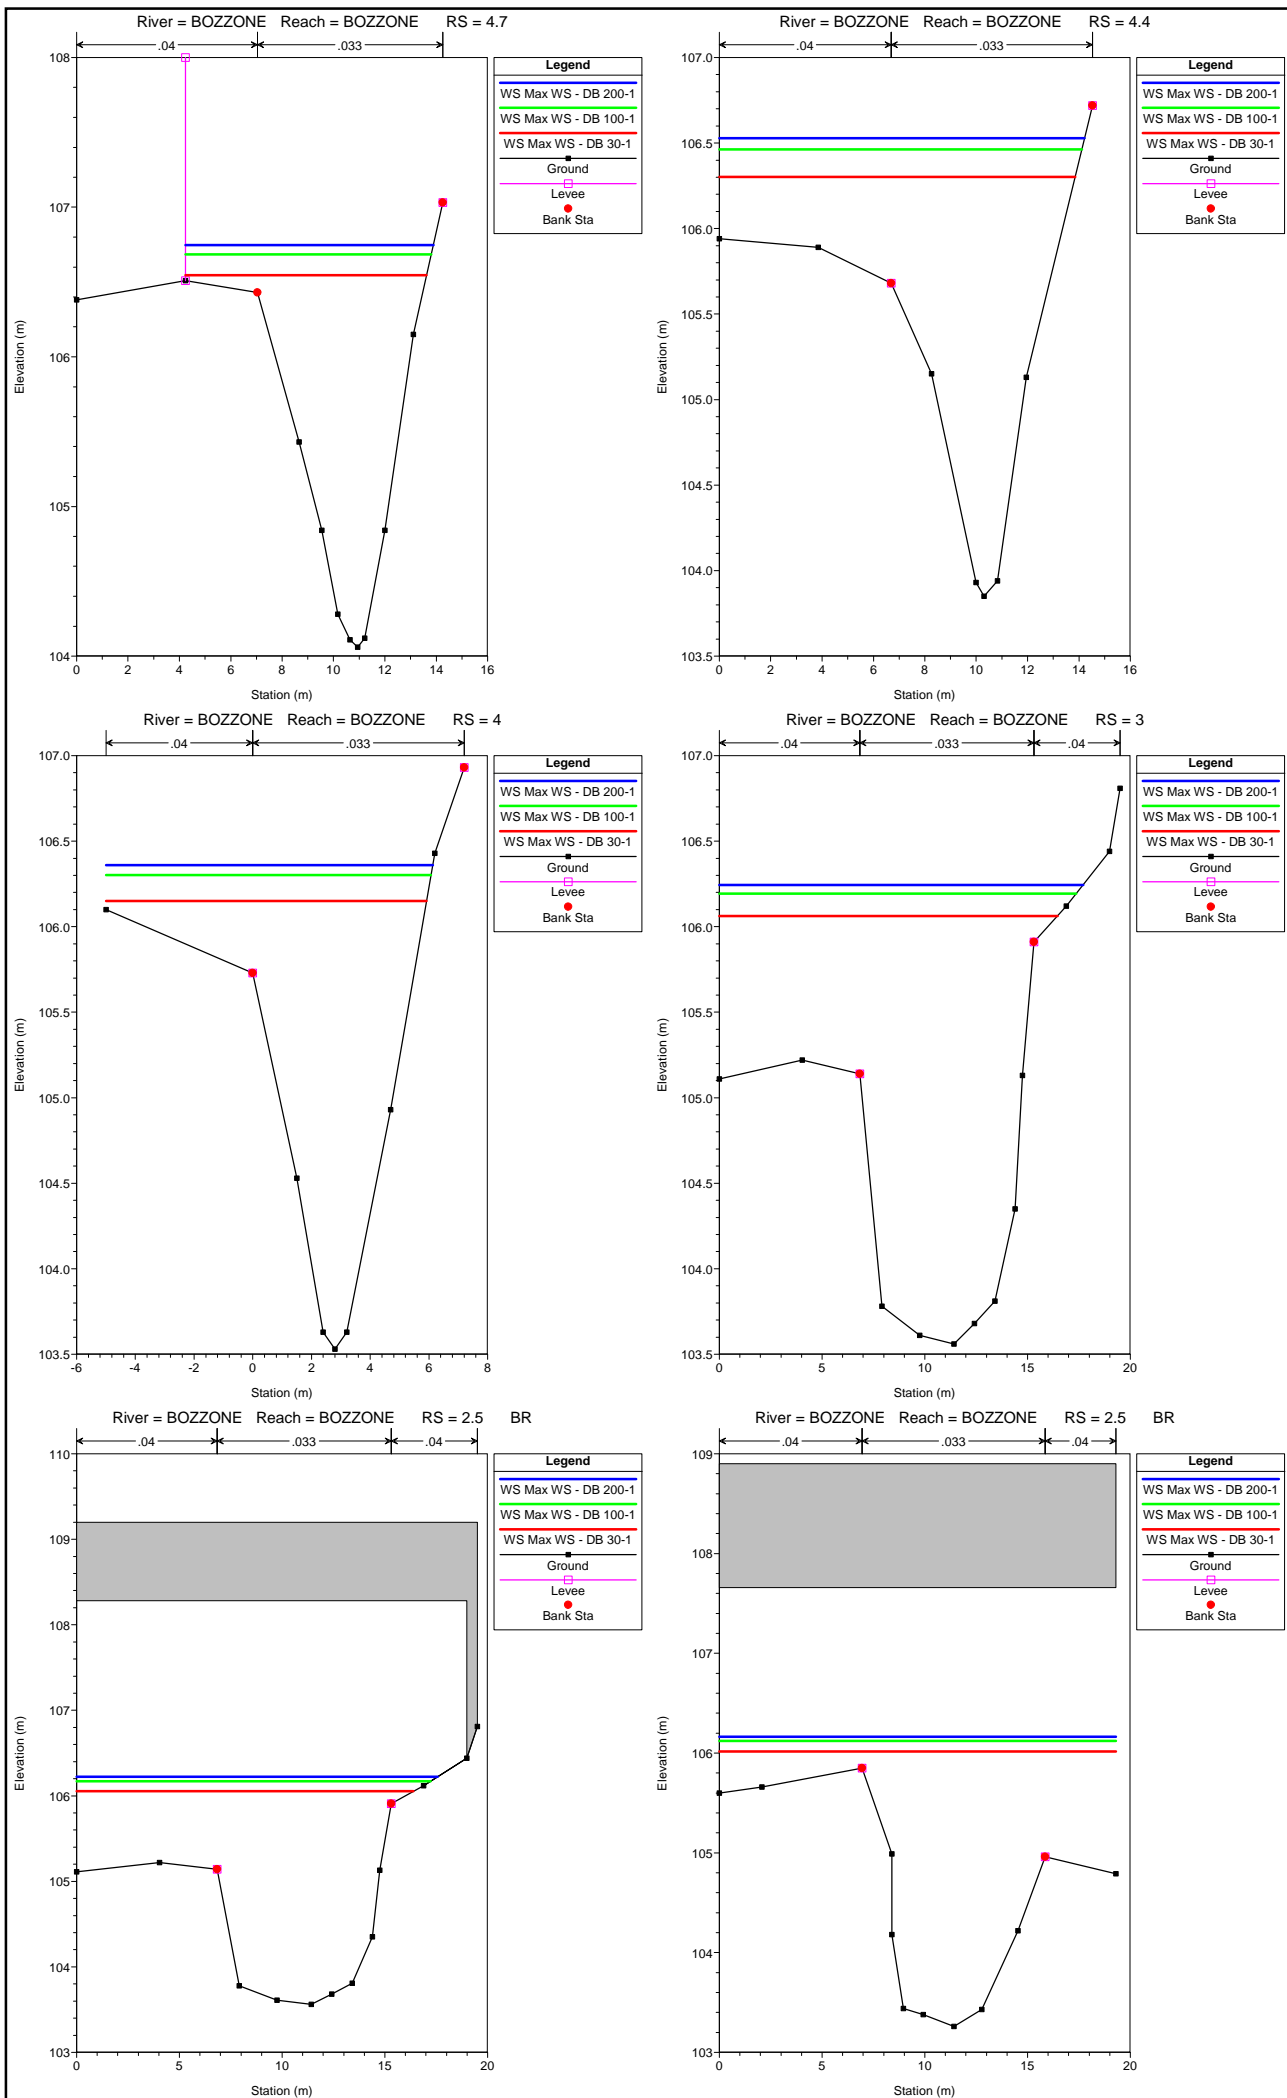 River = BOZZONE Reach = BOZZONE RS = 4.7
.04 .033
108
107
106
105
104
0 2 4 6 8 10 12 14 16
Elevation (m)
Station (m)
Legend
WS Max WS - DB 200-1
WS Max WS - DB 100-1
WS Max WS - DB 30-1
Ground
Levee
Bank Sta
River = BOZZONE Reach = BOZZONE RS = 4.4
.04 .033
107.0
106.5
106.0
105.5
105.0
104.5
104.0
103.5
0 2 4 6 8 10 12 14 16
Elevation (m)
Station (m)
Legend
WS Max WS - DB 200-1
WS Max WS - DB 100-1
WS Max WS - DB 30-1
Ground
Levee
Bank Sta
River = BOZZONE Reach = BOZZONE RS = 4
.04 .033
107.0
106.5
106.0
105.5
105.0
104.5
104.0
103.5
-6 -4 -2 0 2 4 6 8
Elevation (m)
Station (m)
Legend
WS Max WS - DB 200-1
WS Max WS - DB 100-1
WS Max WS - DB 30-1
Ground
Levee
Bank Sta
River = BOZZONE Reach = BOZZONE RS = 3
.04 .033 .04
107.0
106.5
106.0
105.5
105.0
104.5
104.0
103.5
0 5 10 15 20
Elevation (m)
Station (m)
Legend
WS Max WS - DB 200-1
WS Max WS - DB 100-1
WS Max WS - DB 30-1
Ground
Levee
Bank Sta
River = BOZZONE Reach = BOZZONE RS = 2.5 BR
.04 .033 .04
110
109
108
107
106
105
104
103
0 5 10 15 20
Elevation (m)
Station (m)
Legend
WS Max WS - DB 200-1
WS Max WS - DB 100-1
WS Max WS - DB 30-1
Ground
Levee
Bank Sta
River = BOZZONE Reach = BOZZONE RS = 2.5 BR
.04 .033 .04
109
108
107
106
105
104
103
0 5 10 15 20
Elevation (m)
Station (m)
Legend
WS Max WS - DB 200-1
WS Max WS - DB 100-1
WS Max WS - DB 30-1
Ground
Levee
Bank Sta